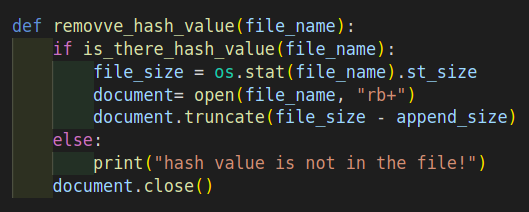 def removve_hash_value(file_name):
    if is_there_hash_value(file_name):
        file_size = os.stat(file_name).st_size
        document= open(file_name, "rb+")
        document.truncate(file_size - append_size)
    else:
        print("hash value is not in the file!")
    document.close()